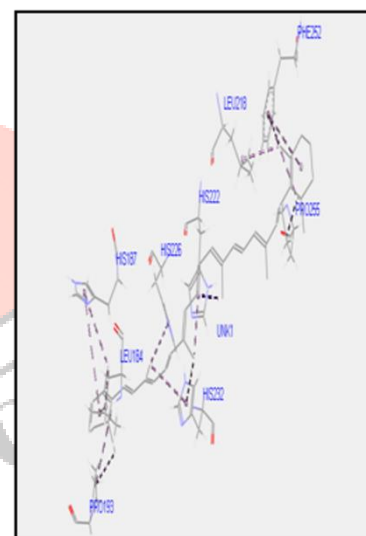 PHE252
LEU218
HIS222
PRO255
HIS226
HIS187
UNK1
LEU184
HIS232
PRO193